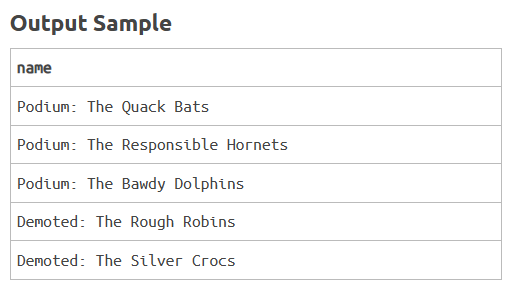 Output Sample
name
Podium: The Quack Bats
Podium: The Responsible Hornets
Podium: The Bawdy Dolphins
Demoted: The Rough Robins
Demoted: The Silver Crocs